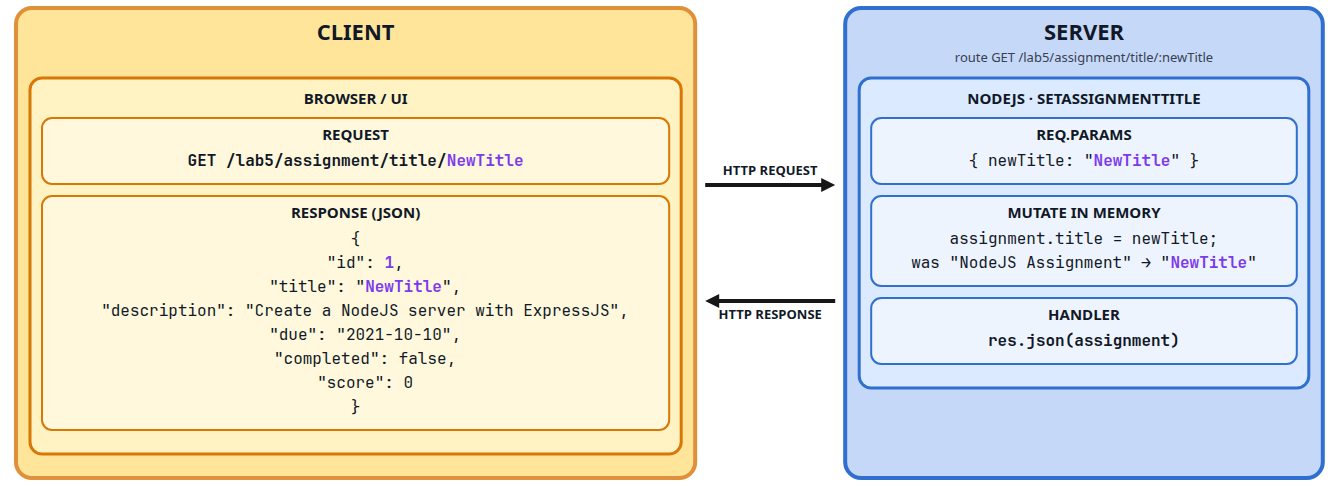 CLIENT
BROWSER / UI
REQUEST
GET /lab5/assignment/title/NewTitle
RESPONSE (JSON)
{
"id": 1,
"title": "NewTitle",
"description": "Create a NodeJS server with ExpressJS",
"due": "2021-10-10",
"completed": false,
"score": 0
}
HTTP REQUEST
HTTP RESPONSE
SERVER
route GET /lab5/assignment/title/:newTitle
NODEJS · SETASSIGNMENTTITLE
REQ.PARAMS
{ newTitle: "NewTitle" }
MUTATE IN MEMORY
assignment.title = newTitle;
was "NodeJS Assignment" → "NewTitle"
HANDLER
res.json(assignment)